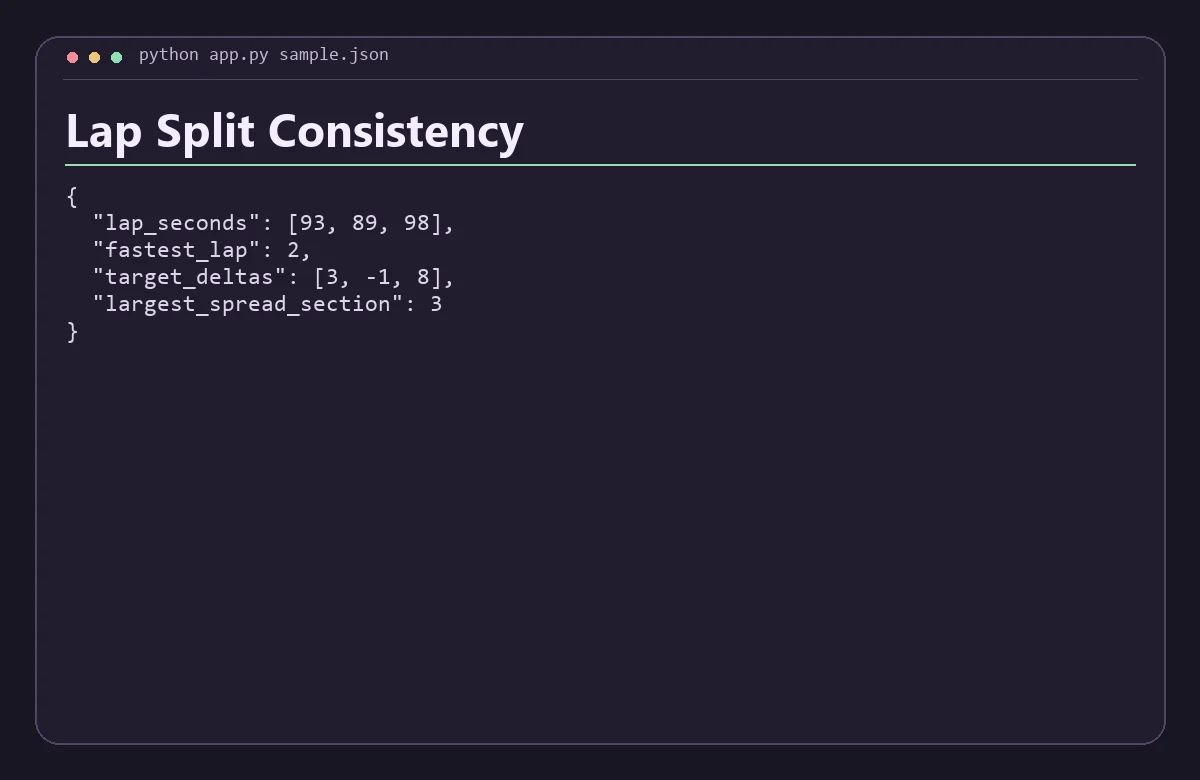 python app.py sample.json
Lap Split Consistency
{
  "lap_seconds": [93, 89, 98],
  "fastest_lap": 2,
  "target_deltas": [3, -1, 8],
  "largest_spread_section": 3
}